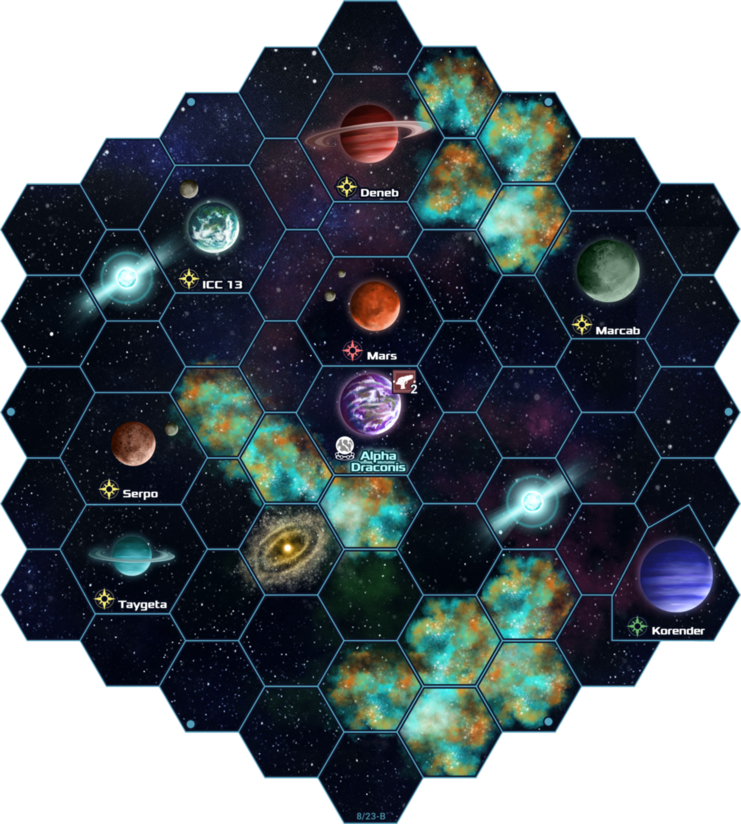 Deneb
ICC 13
Marcab
Mars
2
Alpha
Draconis
Serpo
Taygeta
Korender
8/23-B